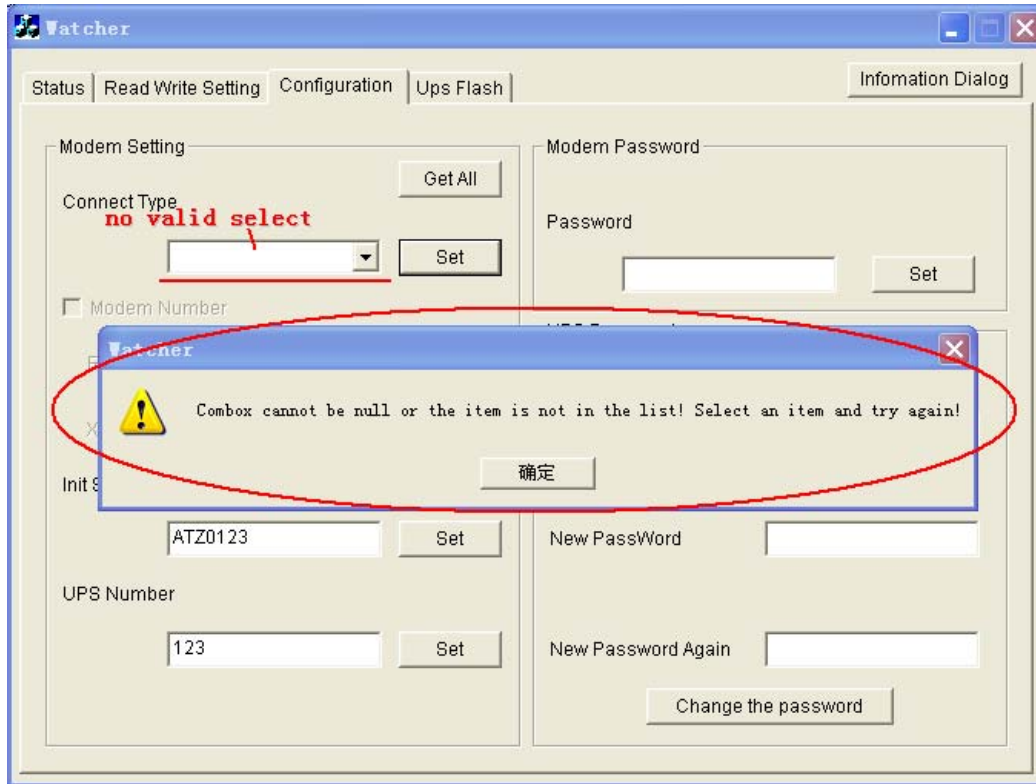 Watcher
Status
Read Write Setting
Configuration
Ups Flash
Infomation Dialog
Modem Setting
Get All
Connect Type
no valid select
Set
Modem Number
Modem Password
Password
Set
Watcher
Combox cannot be null or the item is not in the list! Select an item and try again!
确定
Init
ATZ0123
Set
UPS Number
123
Set
New PassWord
New Password Again
Change the password